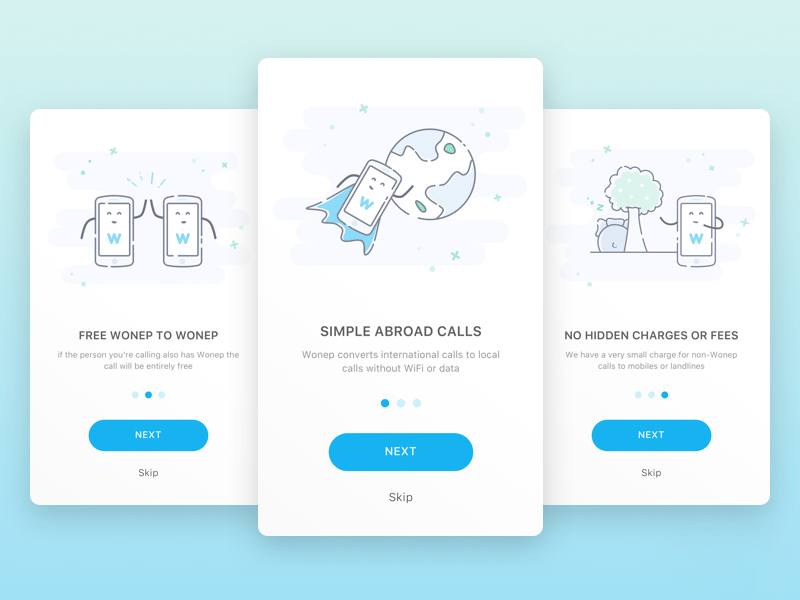 W
W
FREE WONEP TO WONEP
if the person you're calling also has Wonep the
call will be entirely free
NEXT
Skip
W
SIMPLE ABROAD CALLS
Wonep converts international calls to local
calls without WiFi or data
NEXT
Skip
z
W
NO HIDDEN CHARGES OR FEES
We have a very small charge for non-Wonep
calls to mobiles or landlines
NEXT
Skip